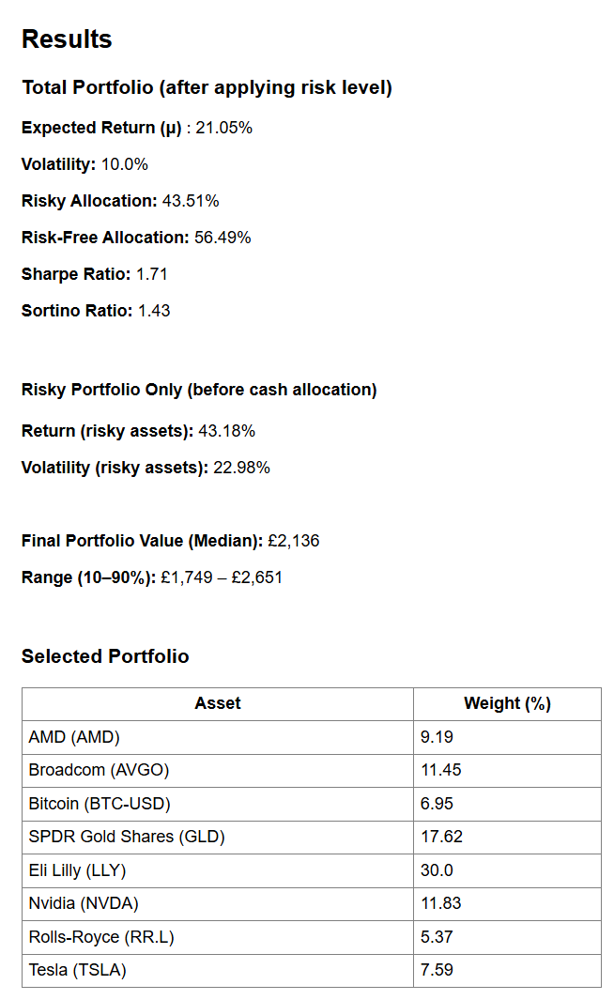 Results
Total Portfolio (after applying risk level)
Expected Return (μ) : 21.05%
Volatility: 10.0%
Risky Allocation: 43.51%
Risk-Free Allocation: 56.49%
Sharpe Ratio: 1.71
Sortino Ratio: 1.43
Risky Portfolio Only (before cash allocation)
Return (risky assets): 43.18%
Volatility (risky assets): 22.98%
Final Portfolio Value (Median): £2,136
Range (10–90%): £1,749 – £2,651
Selected Portfolio
Asset Weight (%)
AMD (AMD) 9.19
Broadcom (AVGO) 11.45
Bitcoin (BTC-USD) 6.95
SPDR Gold Shares (GLD) 17.62
Eli Lilly (LLY) 30.0
Nvidia (NVDA) 11.83
Rolls-Royce (RR.L) 5.37
Tesla (TSLA) 7.59